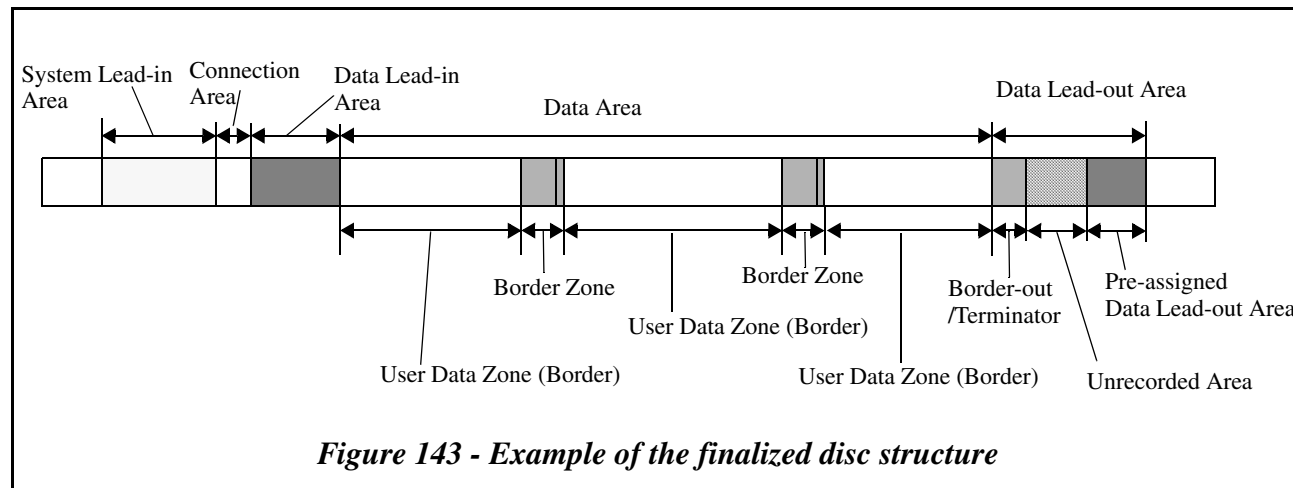 System Lead-in
Area
Connection
Area
Data Lead-in
Area
Data Area
Data Lead-out Area
Border Zone
Border Zone
Border-out
/Terminator
Pre-assigned
Data Lead-out Area
User Data Zone (Border)
User Data Zone (Border)
User Data Zone (Border)
Unrecorded Area
Figure 143 - Example of the finalized disc structure